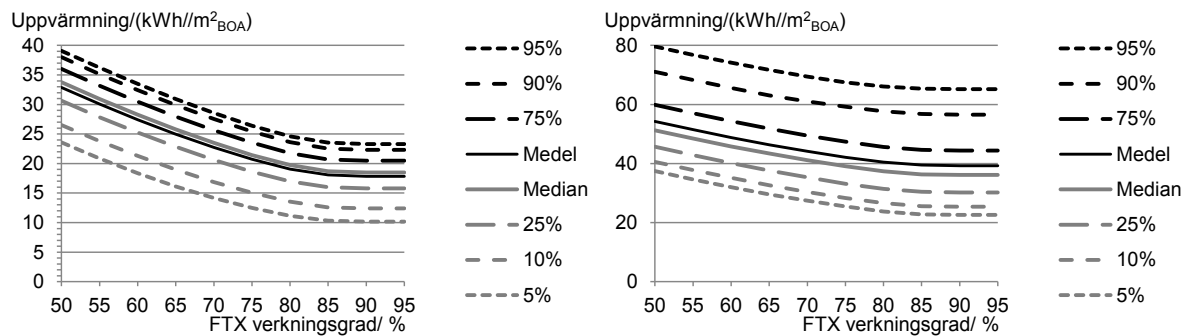 Uppvärmning/(kWh//m²BOA)
40
35
30
25
20
15
10
5
0
50 55 60 65 70 75 80 85 90 95
FTX verkningsgrad/ %
95%
90%
75%
Medel
Median
25%
10%
5%
Uppvärmning/(kWh//m²BOA)
80
60
40
20
0
50 55 60 65 70 75 80 85 90 95
FTX verkningsgrad/ %
95%
90%
75%
Medel
Median
25%
10%
5%